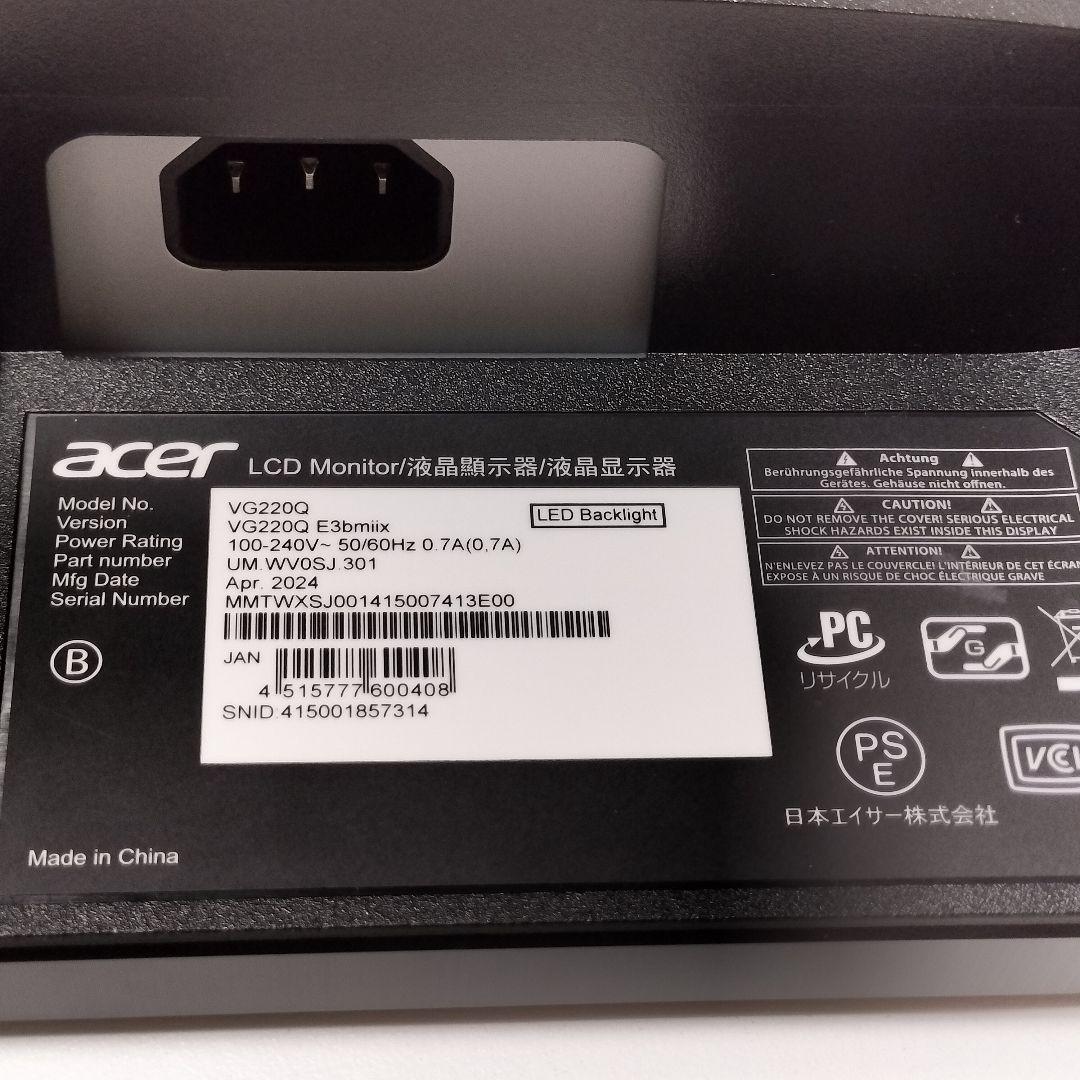 acer LCD Monitor/液晶顯示器/液晶显示器
Model No. VG220Q
Version VG220Q E3bmiix
Power Rating 100-240V~ 50/60Hz 0.7A(0,7A)
Part number UM.WV0SJ.301
Mfg Date Apr. 2024
Serial Number MMTWXSJ001415007413E00
LED Backlight
B
JAN
4 515777 600408
SNID:415001857314
Made in China
Achtung
Berührungsgefährliche Spannung innerhalb des
Gerätes. Gehäuse nicht offnen.
CAUTION!
DO NOT REMOVE THE COVER! SERIOUS ELECTRICAL
SHOCK HAZARDS EXIST INSIDE THIS DISPLAY
ATTENTION!
N'ENLEVEZ PAS LE COUVERCLE! L'INTÉRIEUR DE CET ÉCRAN
EXPOSE À UN RISQUE DE CHOC ÉLECTRIQUE GRAVE
PC
リサイクル
G
PS
E
日本エイサー株式会社